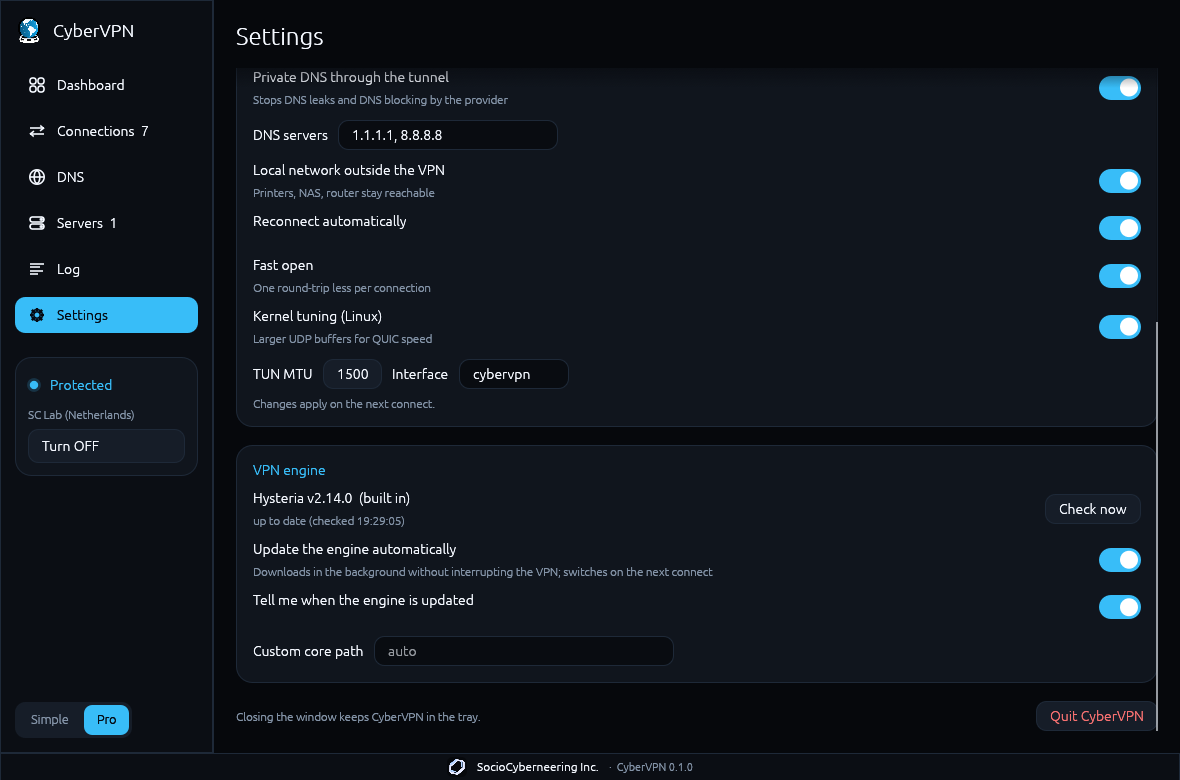 CyberVPN
Dashboard
Connections 7
DNS
Servers 1
Log
Settings
Protected
SC Lab (Netherlands)
Turn OFF
Simple
Pro
Settings
Private DNS through the tunnel
Stops DNS leaks and DNS blocking by the provider
DNS servers 1.1.1.1, 8.8.8.8
Local network outside the VPN
Printers, NAS, router stay reachable
Reconnect automatically
Fast open
One round-trip less per connection
Kernel tuning (Linux)
Larger UDP buffers for QUIC speed
TUN MTU 1500 Interface cybervpn
Changes apply on the next connect.
VPN engine
Hysteria v2.14.0 (built in)
up to date (checked 19:29:05)
Check now
Update the engine automatically
Downloads in the background without interrupting the VPN; switches on the next connect
Tell me when the engine is updated
Custom core path auto
Closing the window keeps CyberVPN in the tray.
Quit CyberVPN
SocioCyberneering Inc. · CyberVPN 0.1.0